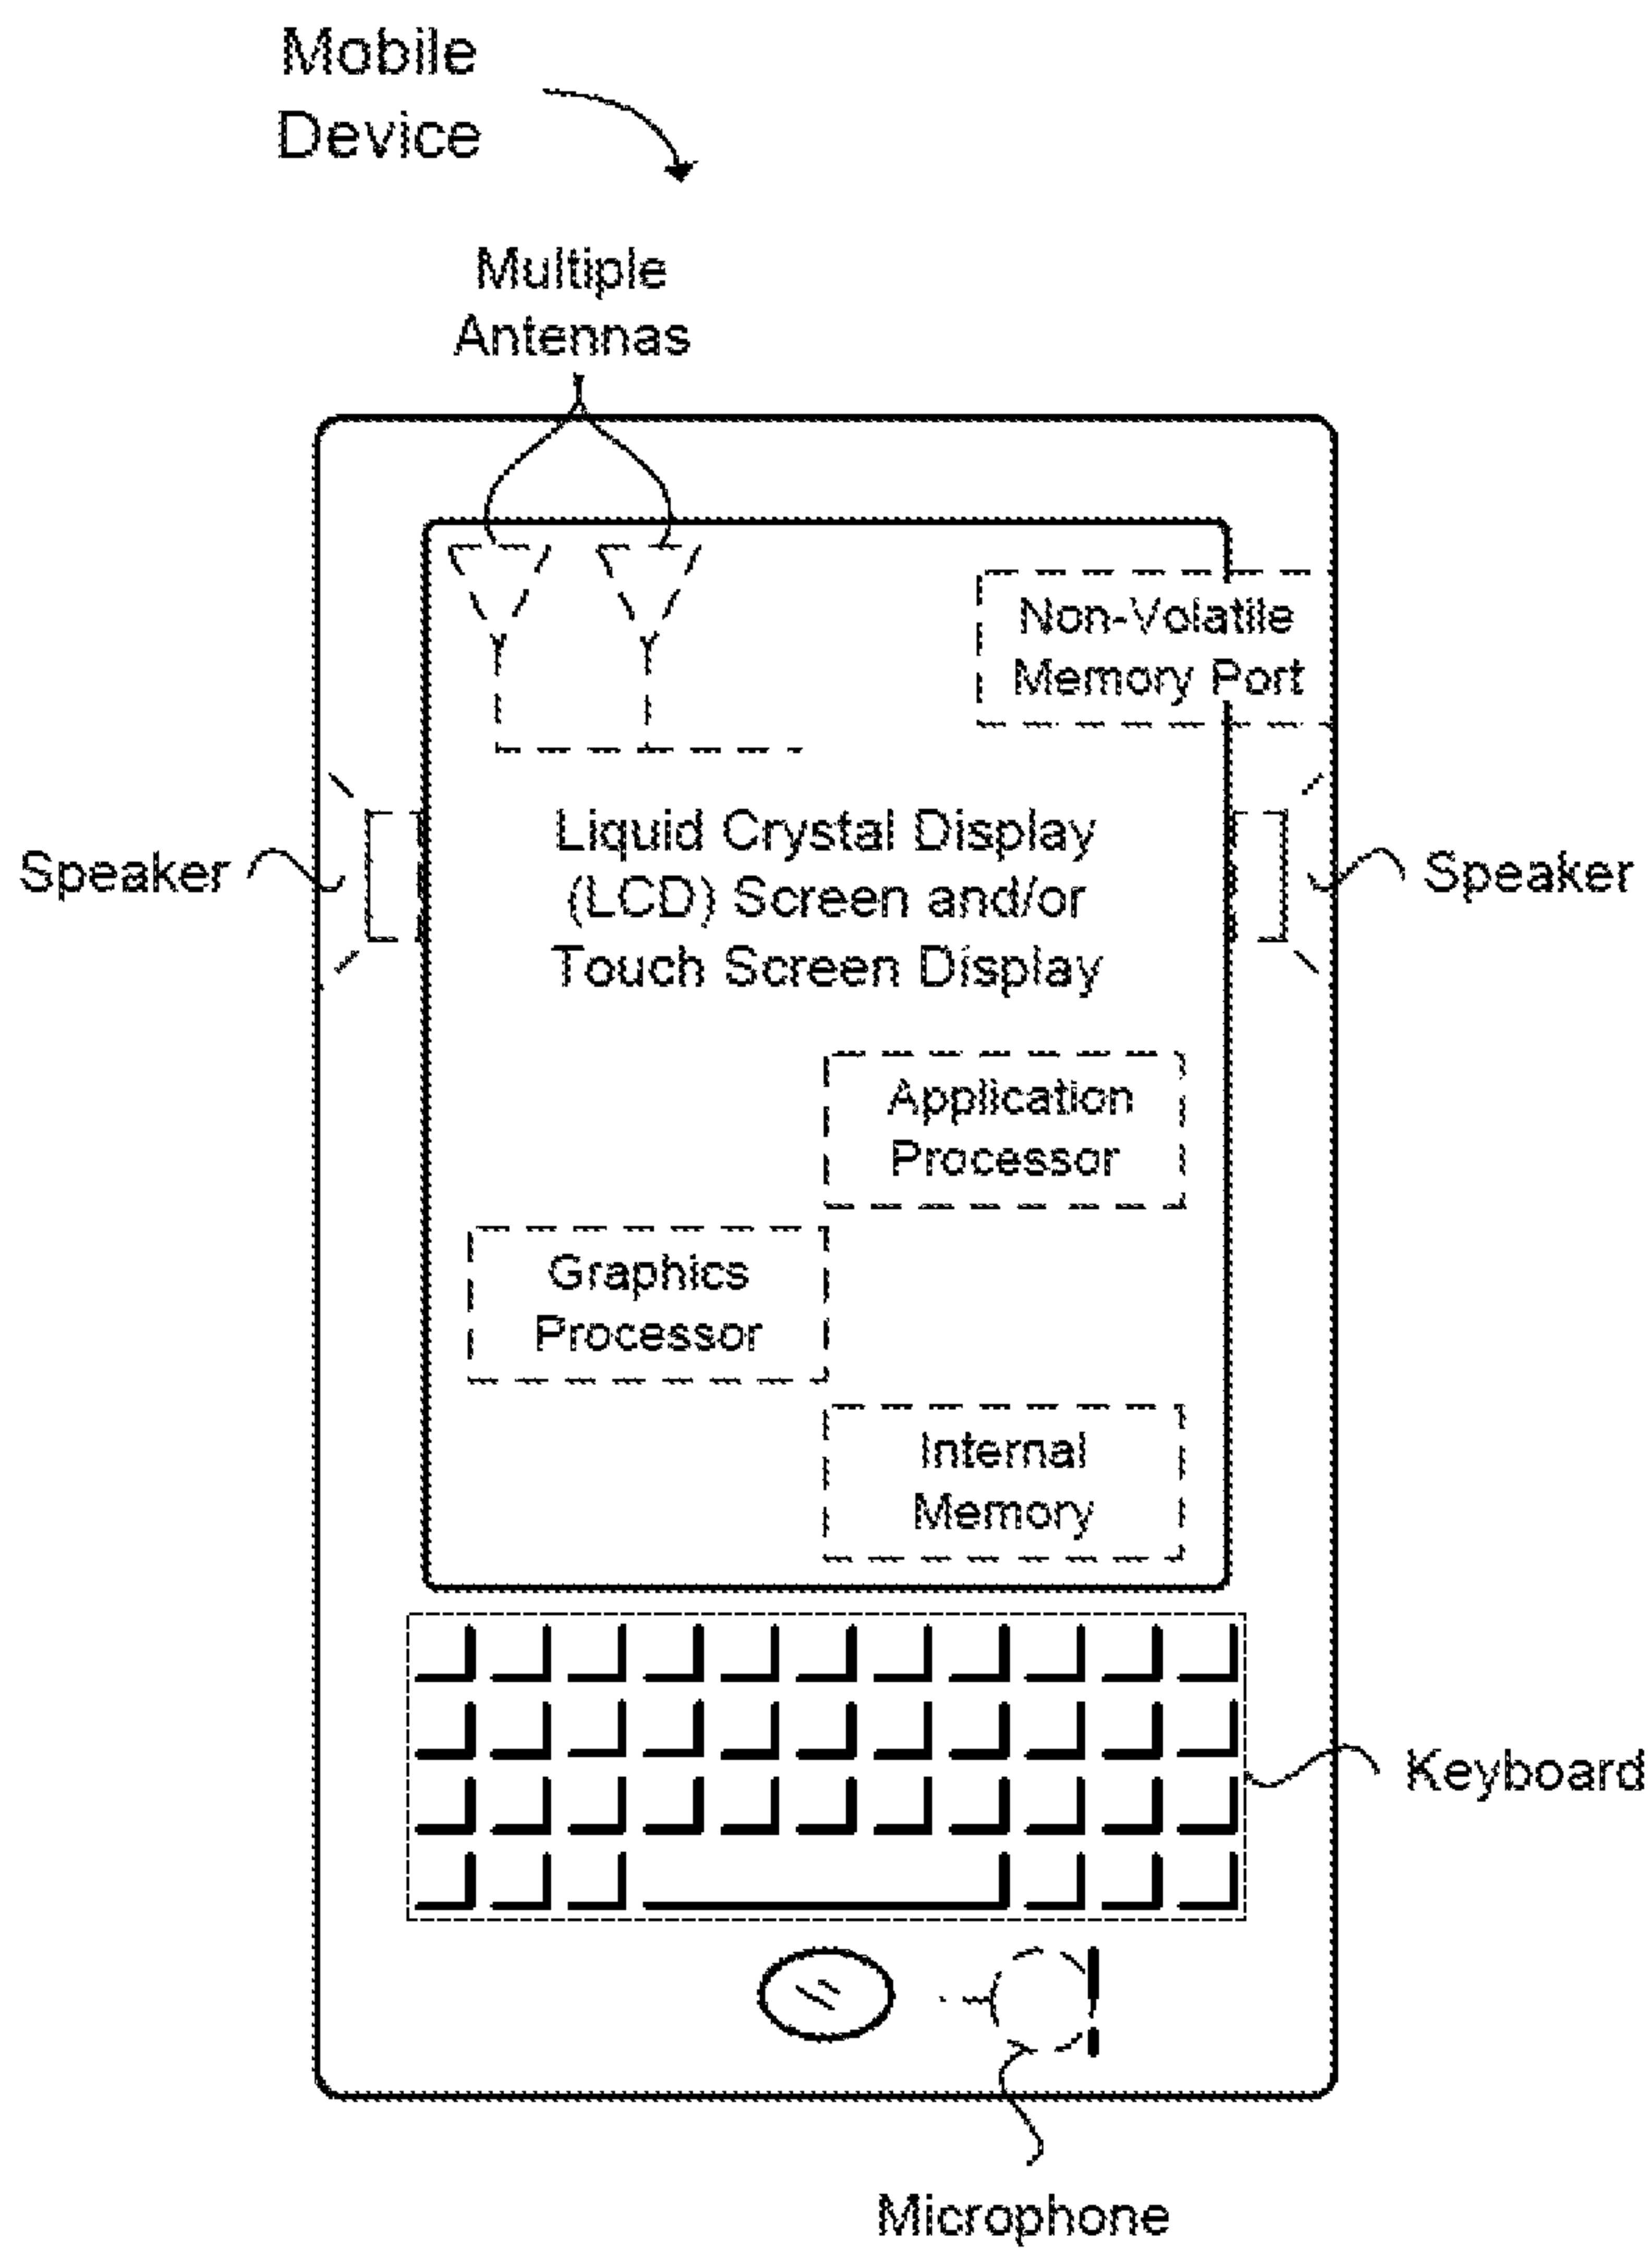 Mobile
Device
Multiple
Antennas
Non-Volatile
Memory Port
Liquid Crystal Display
(LCD) Screen and/or
Touch Screen Display
Speaker
Speaker
Application
Processor
Graphics
Processor
Internal
Memory
Keyboard
Microphone